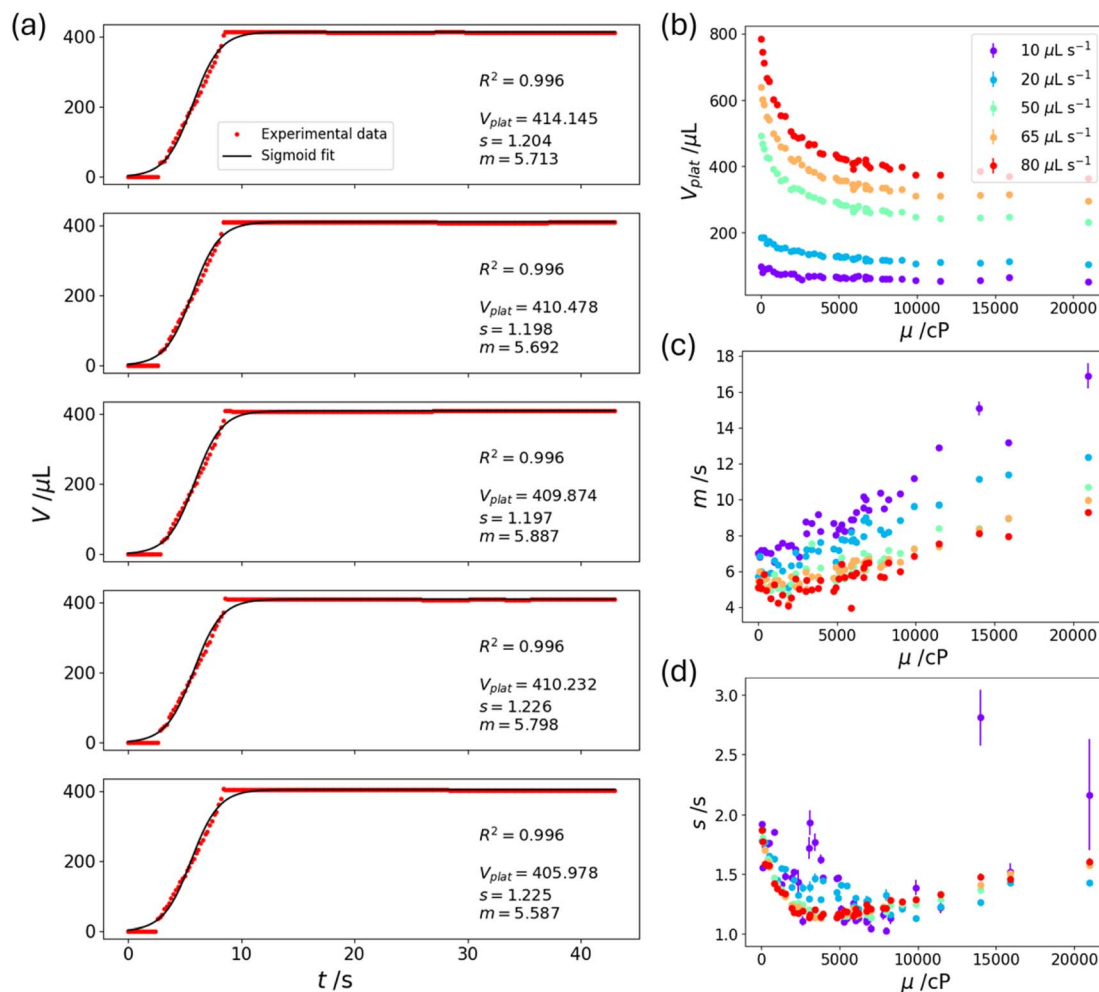 (a)
400
200
0
Experimental data
Sigmoid fit
R² = 0.996
V_plat = 414.145
s = 1.204
m = 5.713
400
200
0
R² = 0.996
V_plat = 410.478
s = 1.198
m = 5.692
400
200
0
R² = 0.996
V_plat = 409.874
s = 1.197
m = 5.887
400
200
0
R² = 0.996
V_plat = 410.232
s = 1.226
m = 5.798
400
200
0
R² = 0.996
V_plat = 405.978
s = 1.225
m = 5.587
V /μL
0 10 20 30 40
t /s
(b)
800
600
400
200
V_plat /μL
10 μL s⁻¹
20 μL s⁻¹
50 μL s⁻¹
65 μL s⁻¹
80 μL s⁻¹
0 5000 10000 15000 20000
μ /cP
(c)
18
16
14
12
10
8
6
4
m /s
0 5000 10000 15000 20000
μ /cP
(d)
3.0
2.5
2.0
1.5
1.0
s /s
0 5000 10000 15000 20000
μ /cP